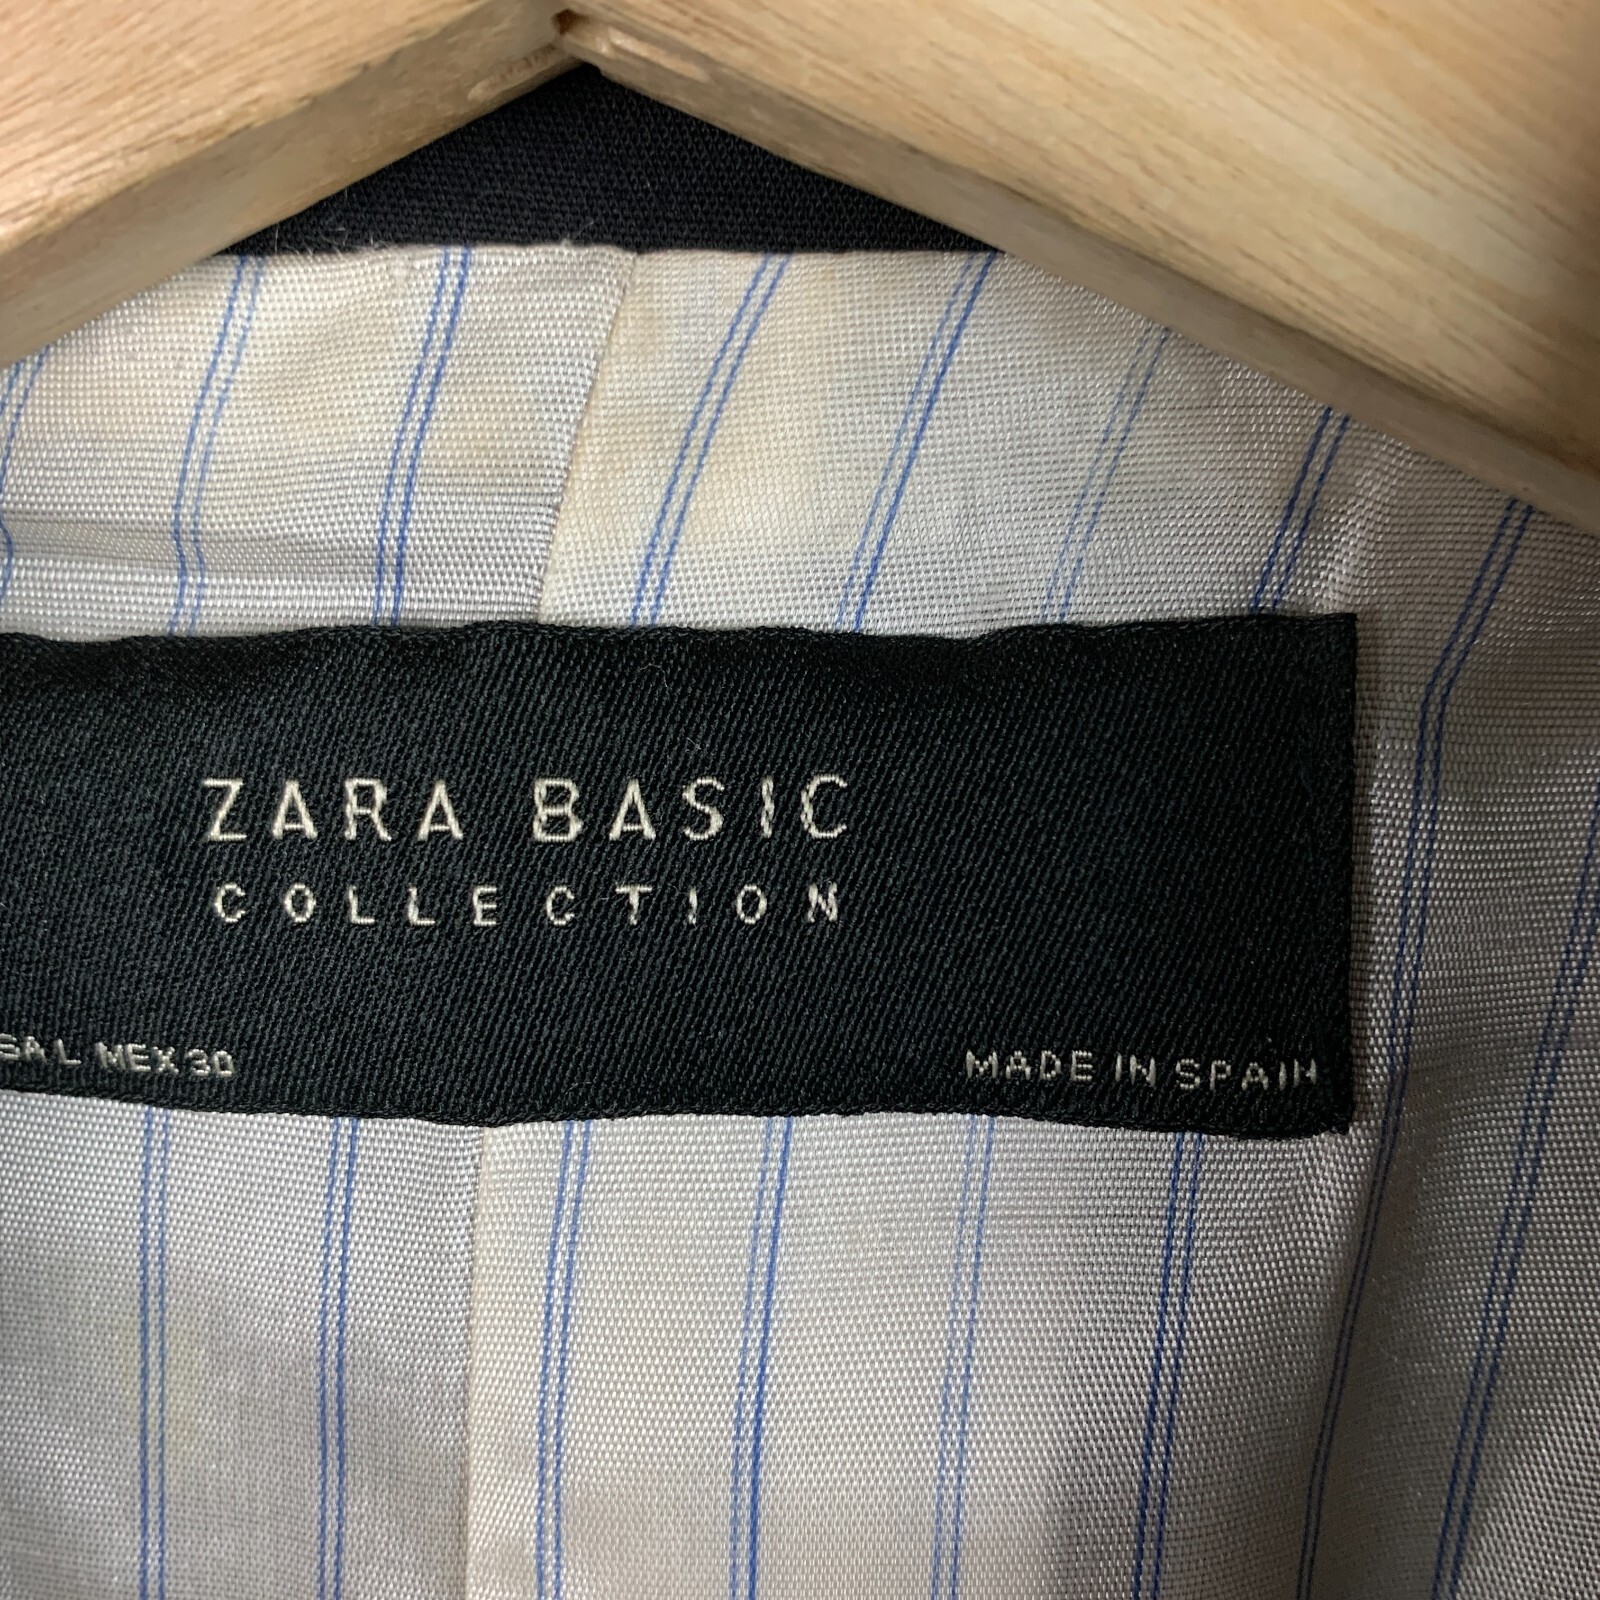 ZARA BASIC
COLLECTION
MEX 30
MADE IN SPAIN